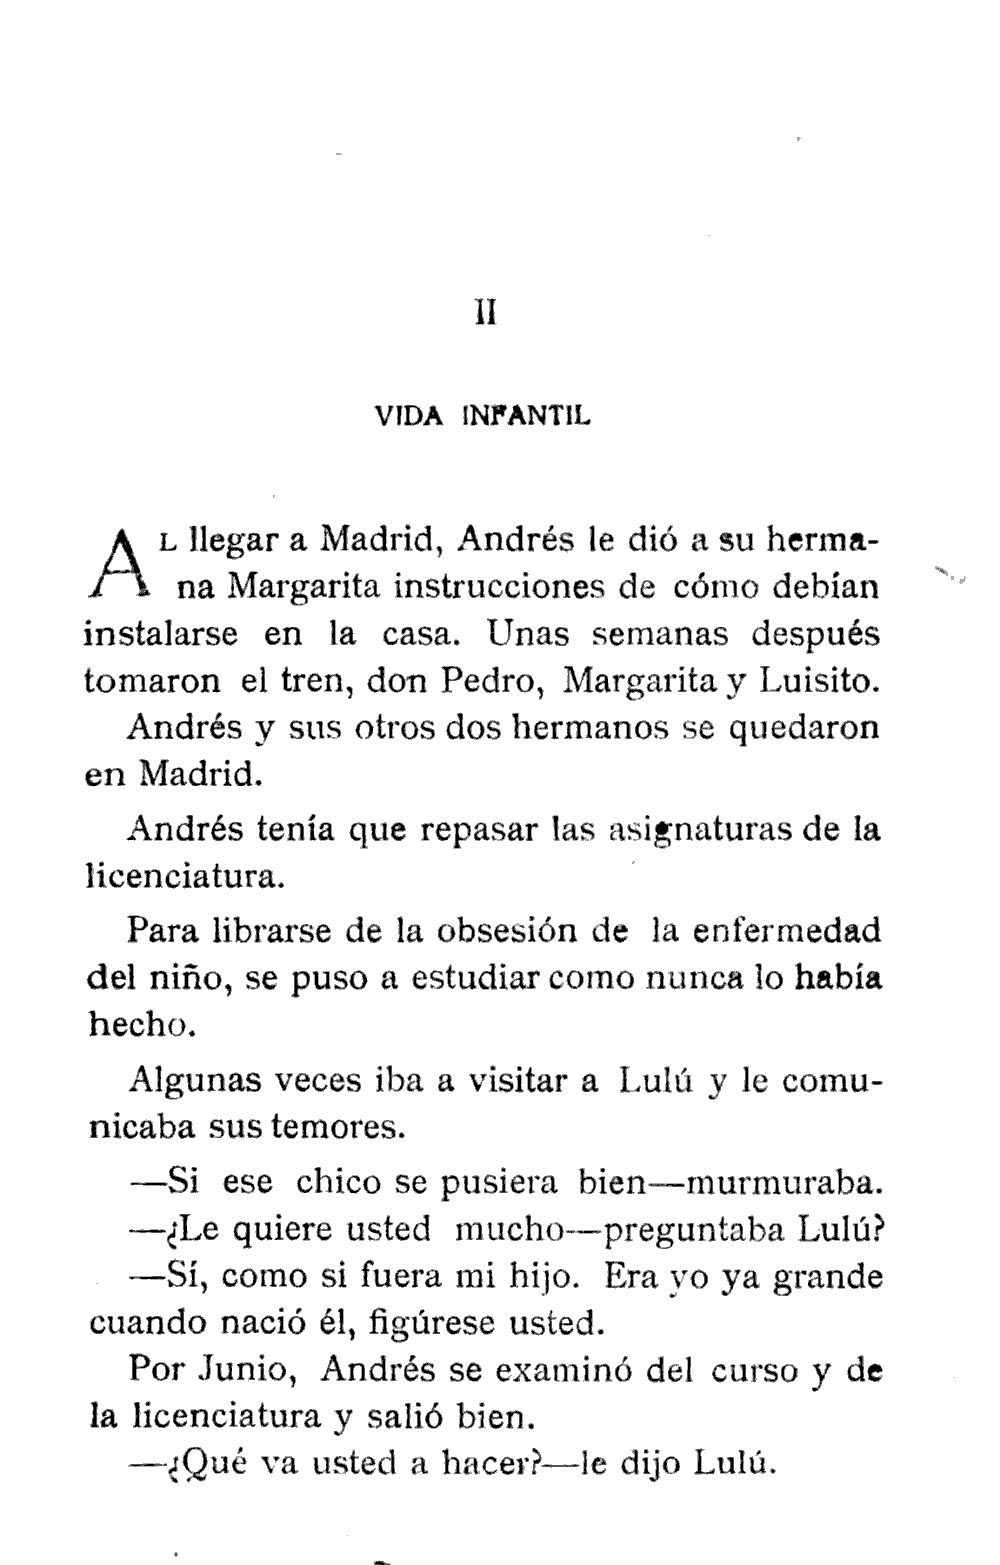 II
VIDA INFANTIL
AL llegar a Madrid, Andrés le dió a su herma-
na Margarita instrucciones de cómo debían
instalarse en la casa. Unas semanas después
tomaron el tren, don Pedro, Margarita y Luisito.
Andrés y sus otros dos hermanos se quedaron
en Madrid.
Andrés tenía que repasar las asignaturas de la
licenciatura.
Para librarse de la obsesión de la enfermedad
del niño, se puso a estudiar como nunca lo había
hecho.
Algunas veces iba a visitar a Lulú y le comu-
nicaba sus temores.
—Si ese chico se pusiera bien—murmuraba.
—¿Le quiere usted mucho—preguntaba Lulú?
—Sí, como si fuera mi hijo. Era yo ya grande
cuando nació él, figúrese usted.
Por Junio, Andrés se examinó del curso y de
la licenciatura y salió bien.
—¿Qué va usted a hacer?—le dijo Lulú.